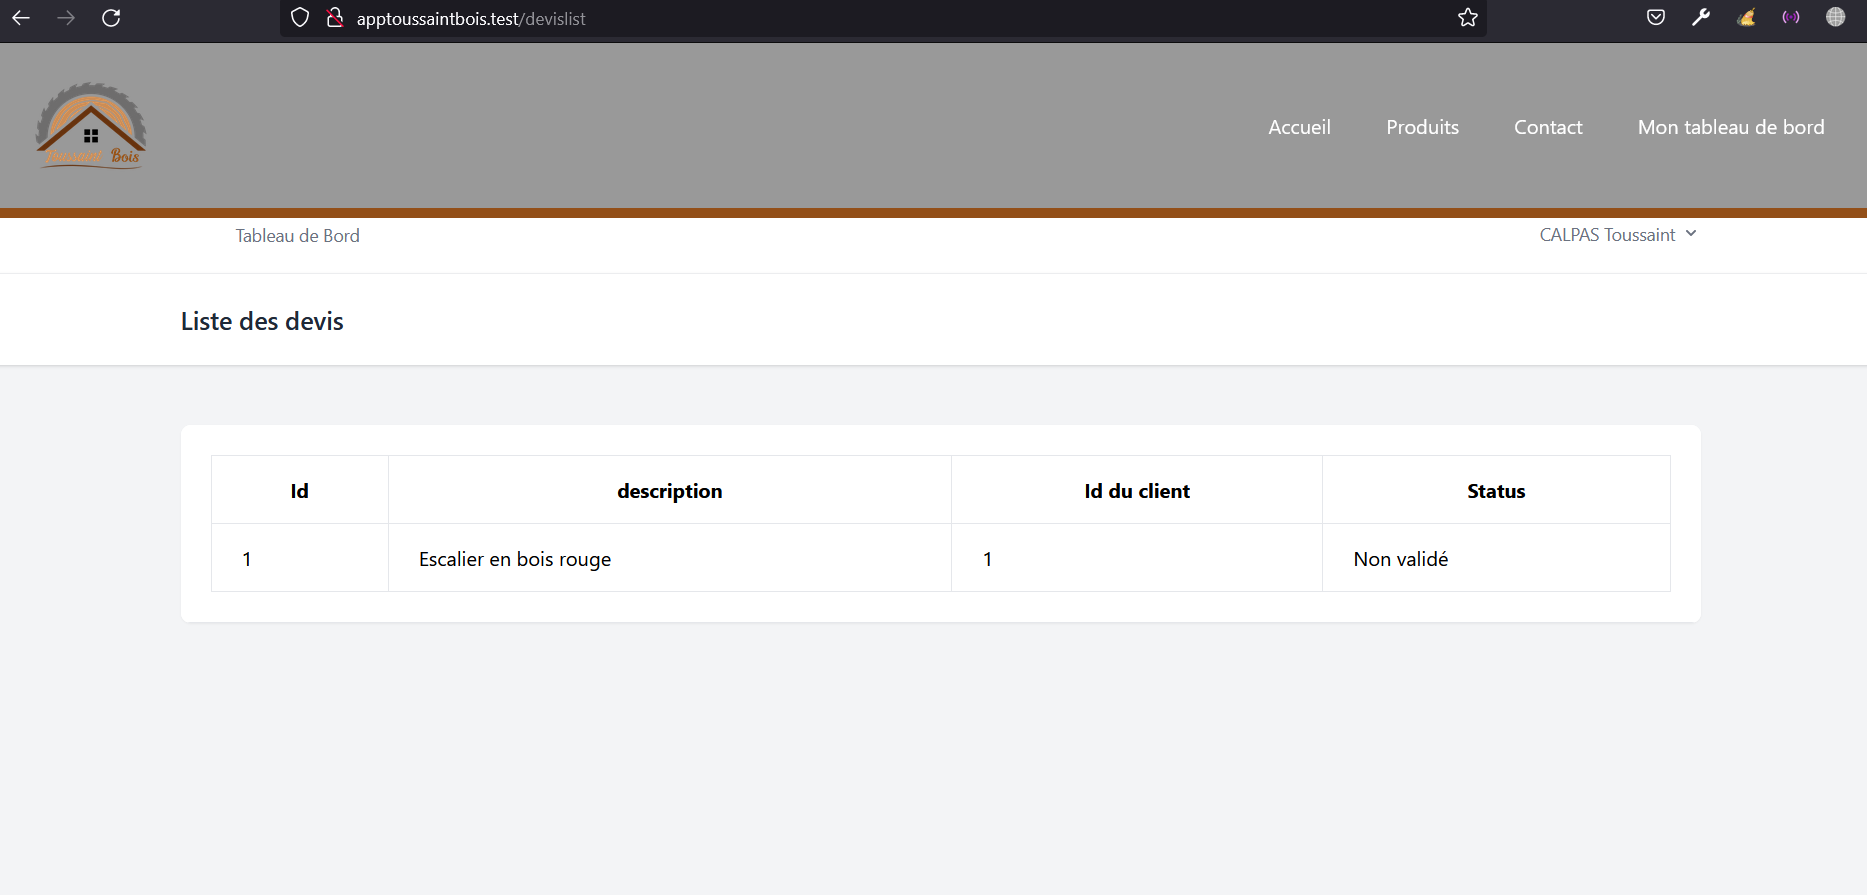 apptoussaintbois.test/devislist
Toussaint Bois
Accueil Produits Contact Mon tableau de bord
Tableau de Bord CALPAS Toussaint
Liste des devis
Id description Id du client Status
1 Escalier en bois rouge 1 Non validé